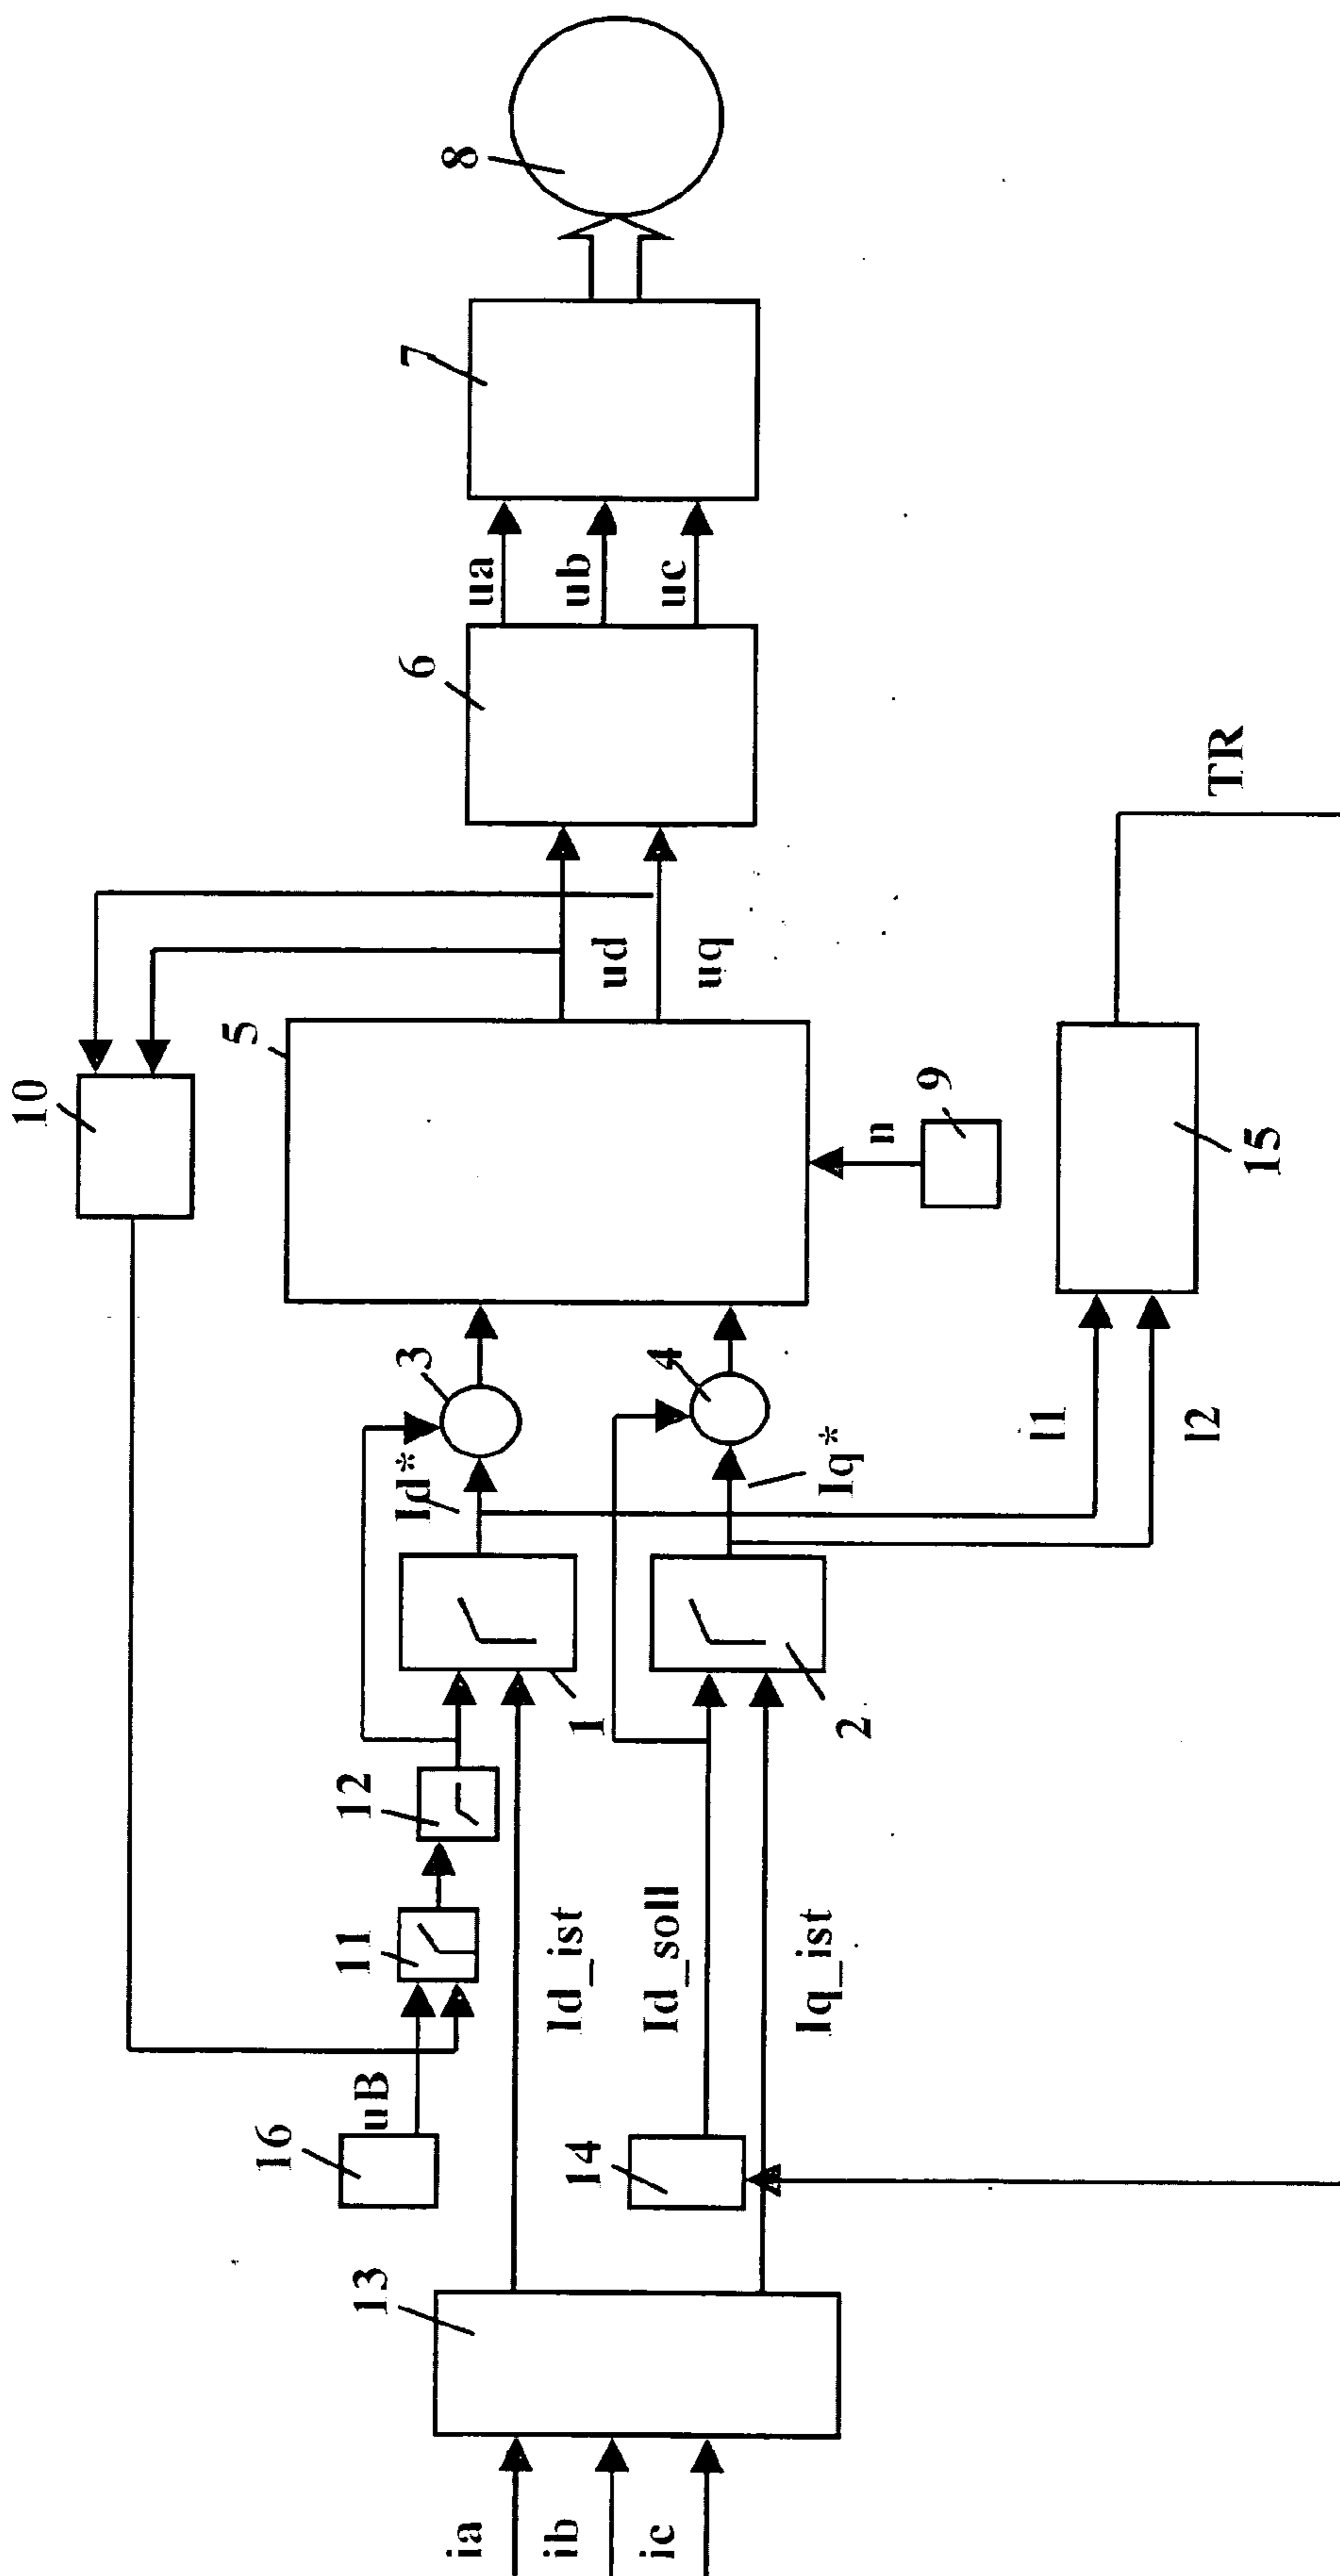 8
7
ua
ub
uc
6
ud
uq
TR
10
5
n
9
15
3
4
Id*
Iq*
l1
l2
1
2
12
11
16
uB
Id_ist
Id_soll
Iq_ist
14
13
ia
ib
ic